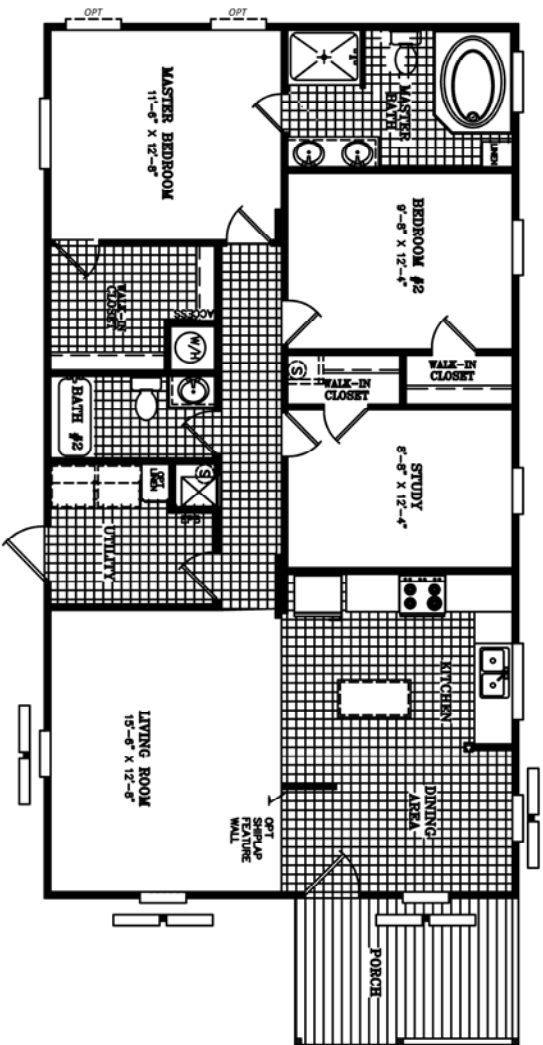 OPT
OPT
MASTER BEDROOM
11'-6" X 12'-8"
MASTER
BATH
LINEN
BEDROOM #2
9'-8" X 12'-4"
WALK-IN
CLOSET
ACCESS
W/H
WALK-IN
CLOSET
WALK-IN
CLOSET
S
BATH #2
STUDY
8'-8" X 12'-4"
S
OPT
LINEN
UTILITY
KITCHEN
LIVING ROOM
15'-6" X 12'-8"
DINING
AREA
OPT
SHIPLAP
FEATURE
WALL
PORCH